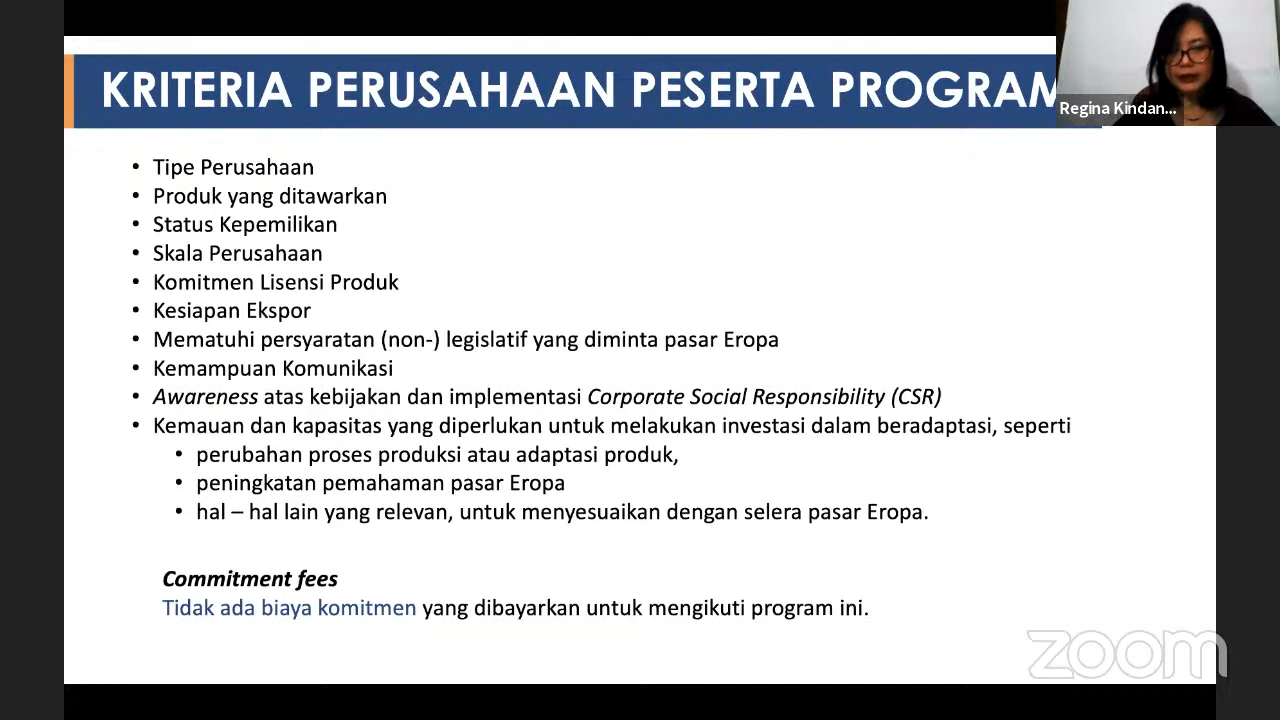 KRITERIA PERUSAHAAN PESERTA PROGRAM
Regina Kindan...
• Tipe Perusahaan
• Produk yang ditawarkan
• Status Kepemilikan
• Skala Perusahaan
• Komitmen Lisensi Produk
• Kesiapan Ekspor
• Mematuhi persyaratan (non-) legislatif yang diminta pasar Eropa
• Kemampuan Komunikasi
• Awareness atas kebijakan dan implementasi Corporate Social Responsibility (CSR)
• Kemauan dan kapasitas yang diperlukan untuk melakukan investasi dalam beradaptasi, seperti
• perubahan proses produksi atau adaptasi produk,
• peningkatan pemahaman pasar Eropa
• hal – hal lain yang relevan, untuk menyesuaikan dengan selera pasar Eropa.
Commitment fees
Tidak ada biaya komitmen yang dibayarkan untuk mengikuti program ini.
zoom